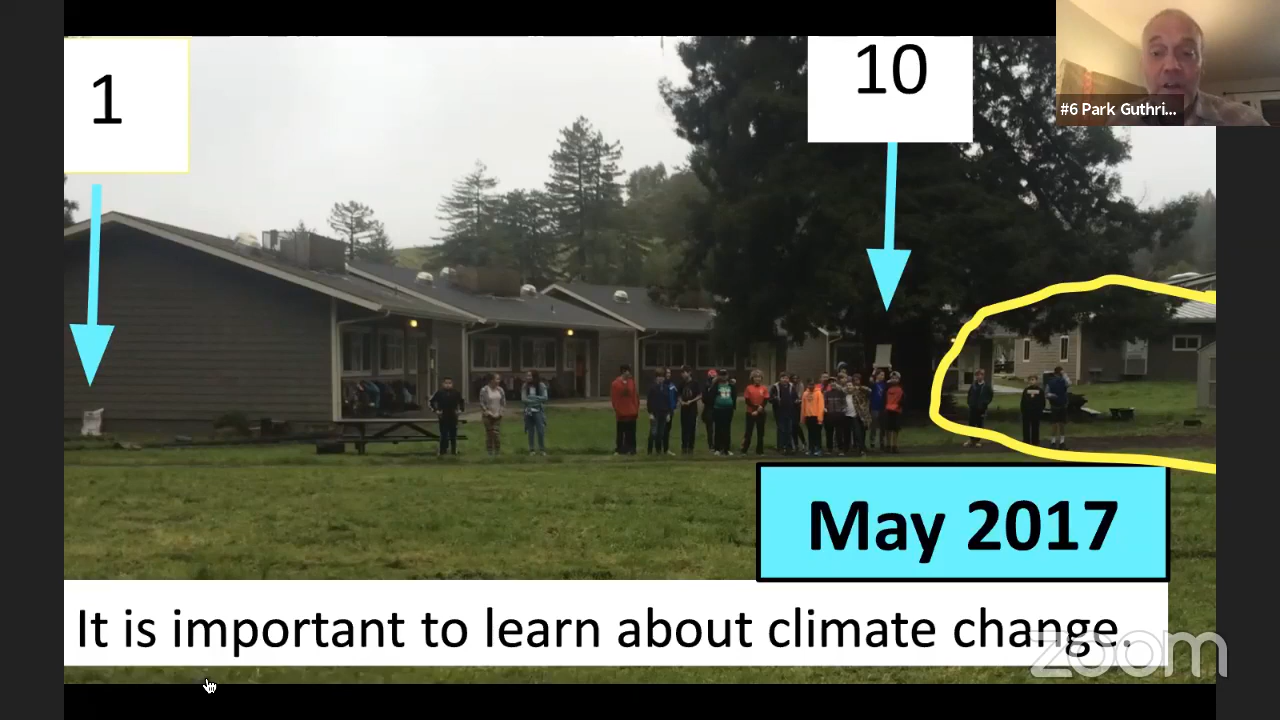 1
10
#6 Park Guthri...
May 2017
It is important to learn about climate change.
zoom